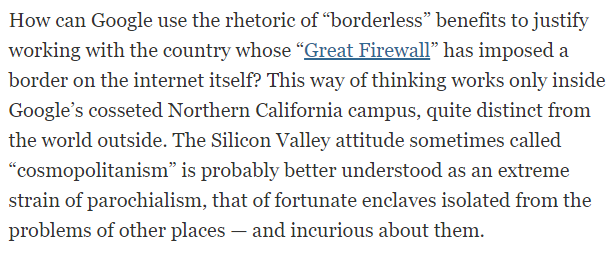 How can Google use the rhetoric of “borderless” benefits to justify
working with the country whose “Great Firewall” has imposed a
border on the internet itself? This way of thinking works only inside
Google’s cosseted Northern California campus, quite distinct from
the world outside. The Silicon Valley attitude sometimes called
“cosmopolitanism” is probably better understood as an extreme
strain of parochialism, that of fortunate enclaves isolated from the
problems of other places — and incurious about them.